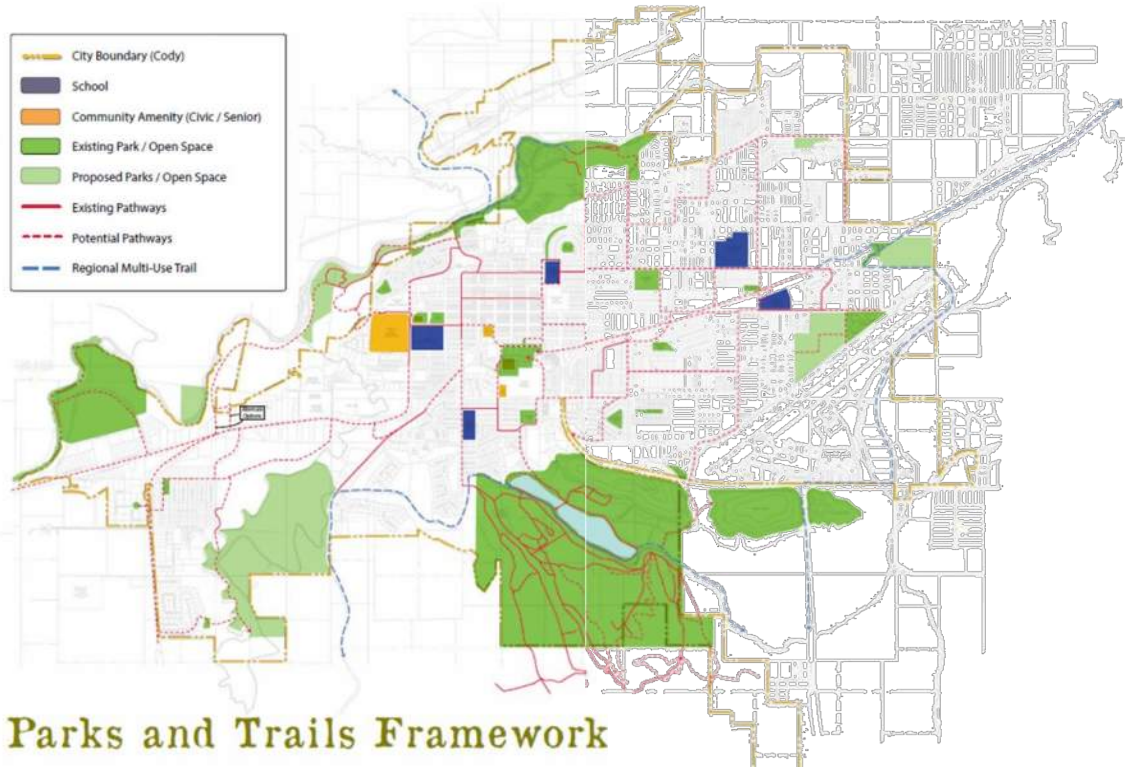 City Boundary (Cody)
School
Community Amenity (Civic / Senior)
Existing Park / Open Space
Proposed Parks / Open Space
Existing Pathways
Potential Pathways
Regional Multi-Use Trail
Parks and Trails Framework